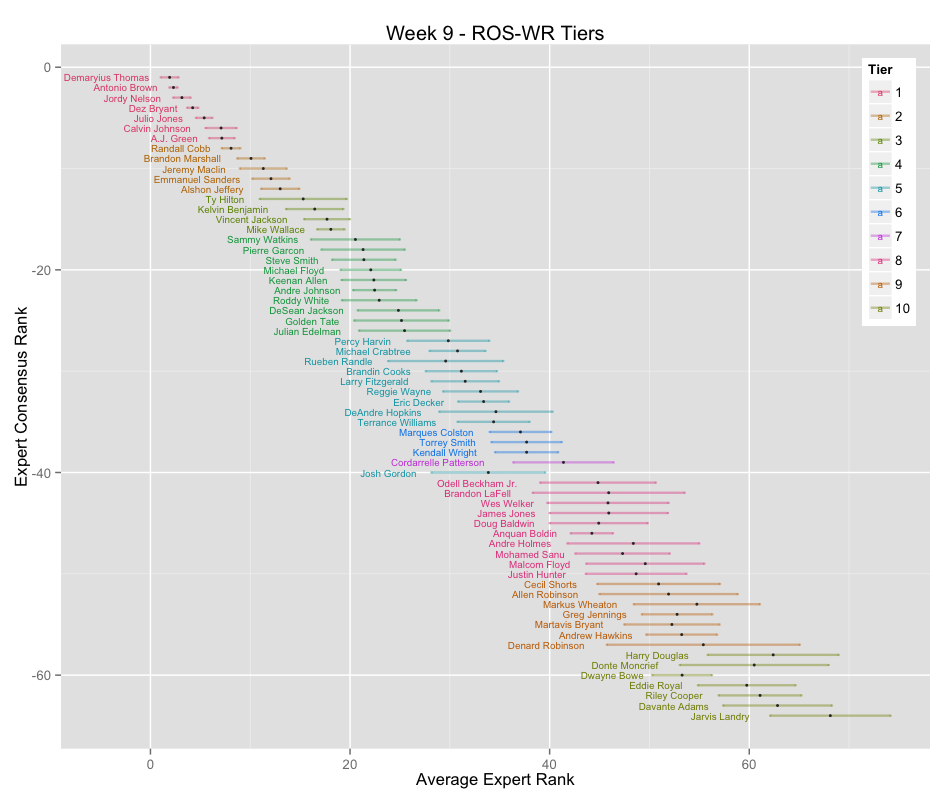 Week 9 - ROS-WR Tiers
Expert Consensus Rank
0
-20
-40
-60
Demaryius Thomas
Antonio Brown
Jordy Nelson
Dez Bryant
Julio Jones
Calvin Johnson
A.J. Green
Randall Cobb
Brandon Marshall
Jeremy Maclin
Emmanuel Sanders
Alshon Jeffery
Ty Hilton
Kelvin Benjamin
Vincent Jackson
Mike Wallace
Sammy Watkins
Pierre Garcon
Steve Smith
Michael Floyd
Keenan Allen
Andre Johnson
Roddy White
DeSean Jackson
Golden Tate
Julian Edelman
Percy Harvin
Michael Crabtree
Rueben Randle
Brandin Cooks
Larry Fitzgerald
Reggie Wayne
Eric Decker
DeAndre Hopkins
Terrance Williams
Marques Colston
Torrey Smith
Kendall Wright
Cordarrelle Patterson
Josh Gordon
Odell Beckham Jr.
Brandon LaFell
Wes Welker
James Jones
Doug Baldwin
Anquan Boldin
Andre Holmes
Mohamed Sanu
Malcom Floyd
Justin Hunter
Cecil Shorts
Allen Robinson
Markus Wheaton
Greg Jennings
Martavis Bryant
Andrew Hawkins
Denard Robinson
Harry Douglas
Donte Moncrief
Dwayne Bowe
Eddie Royal
Riley Cooper
Davante Adams
Jarvis Landry
Tier
a 1
a 2
a 3
a 4
a 5
a 6
a 7
a 8
a 9
a 10
0 20 40 60
Average Expert Rank